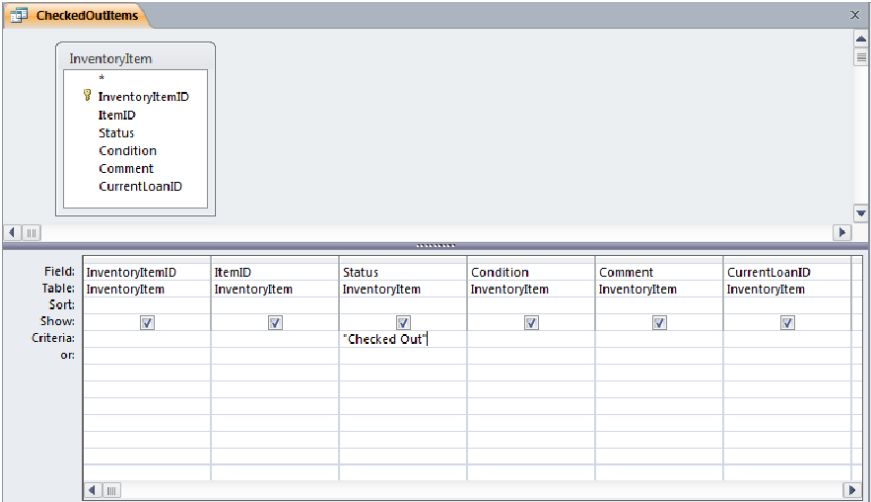 CheckedOutItems
InventoryItem
*
InventoryItemID
ItemID
Status
Condition
Comment
CurrentLoanID
Field: InventoryItemID ItemID Status Condition Comment CurrentLoanID
Table: InventoryItem InventoryItem InventoryItem InventoryItem InventoryItem InventoryItem
Sort:
Show:
Criteria: "Checked Out"
or: